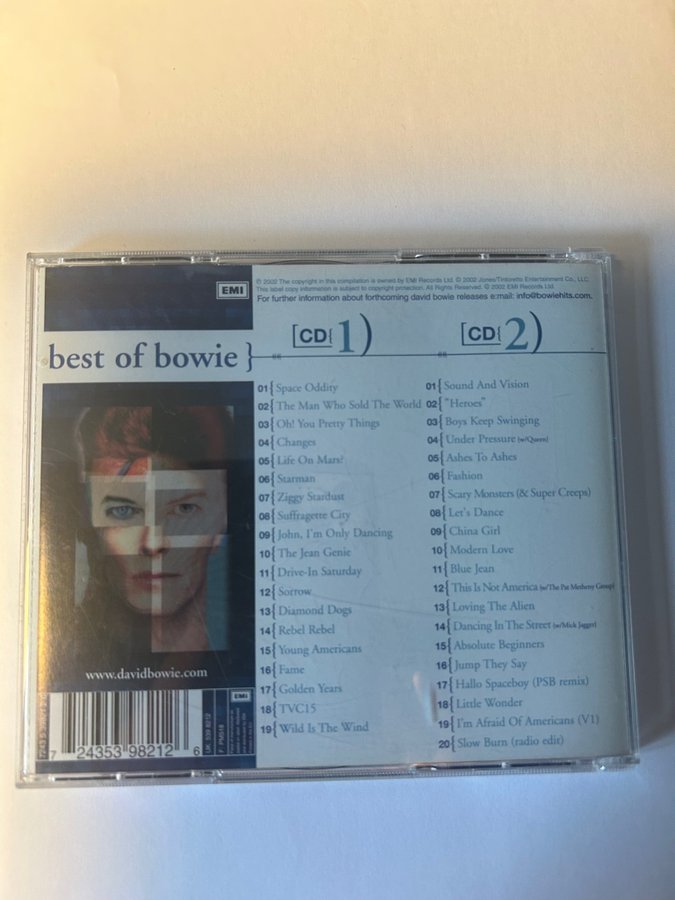 EMI
℗ 2002 The copyright in this compilation is owned by EMI Records Ltd. © 2002 Jones/Tintoretto Entertainment Co., LLC.
This label copy information is subject to copyright protection. All Rights Reserved. © 2002 EMI Records Ltd.
For further information about forthcoming david bowie releases e:mail: info@bowiehits.com.
best of bowie}
[CD{1)
01{ Space Oddity
02{ The Man Who Sold The World
03{ Oh! You Pretty Things
04{ Changes
05{ Life On Mars?
06{ Starman
07{ Ziggy Stardust
08{ Suffragette City
09{ John, I'm Only Dancing
10{ The Jean Genie
11{ Drive-In Saturday
12{ Sorrow
13{ Diamond Dogs
14{ Rebel Rebel
15{ Young Americans
16{ Fame
17{ Golden Years
18{ TVC15
19{ Wild Is The Wind
[CD{2)
01{ Sound And Vision
02{ "Heroes"
03{ Boys Keep Swinging
04{ Under Pressure (w/Queen)
05{ Ashes To Ashes
06{ Fashion
07{ Scary Monsters (& Super Creeps)
08{ Let's Dance
09{ China Girl
10{ Modern Love
11{ Blue Jean
12{ This Is Not America (w/The Pat Metheny Group)
13{ Loving The Alien
14{ Dancing In The Street (w/Mick Jagger)
15{ Absolute Beginners
16{ Jump They Say
17{ Hallo Spaceboy (PSB remix)
18{ Little Wonder
19{ I'm Afraid Of Americans (V1)
20{ Slow Burn (radio edit)
www.davidbowie.com
7 24353 98212 6
UK: 539 8212
EMI